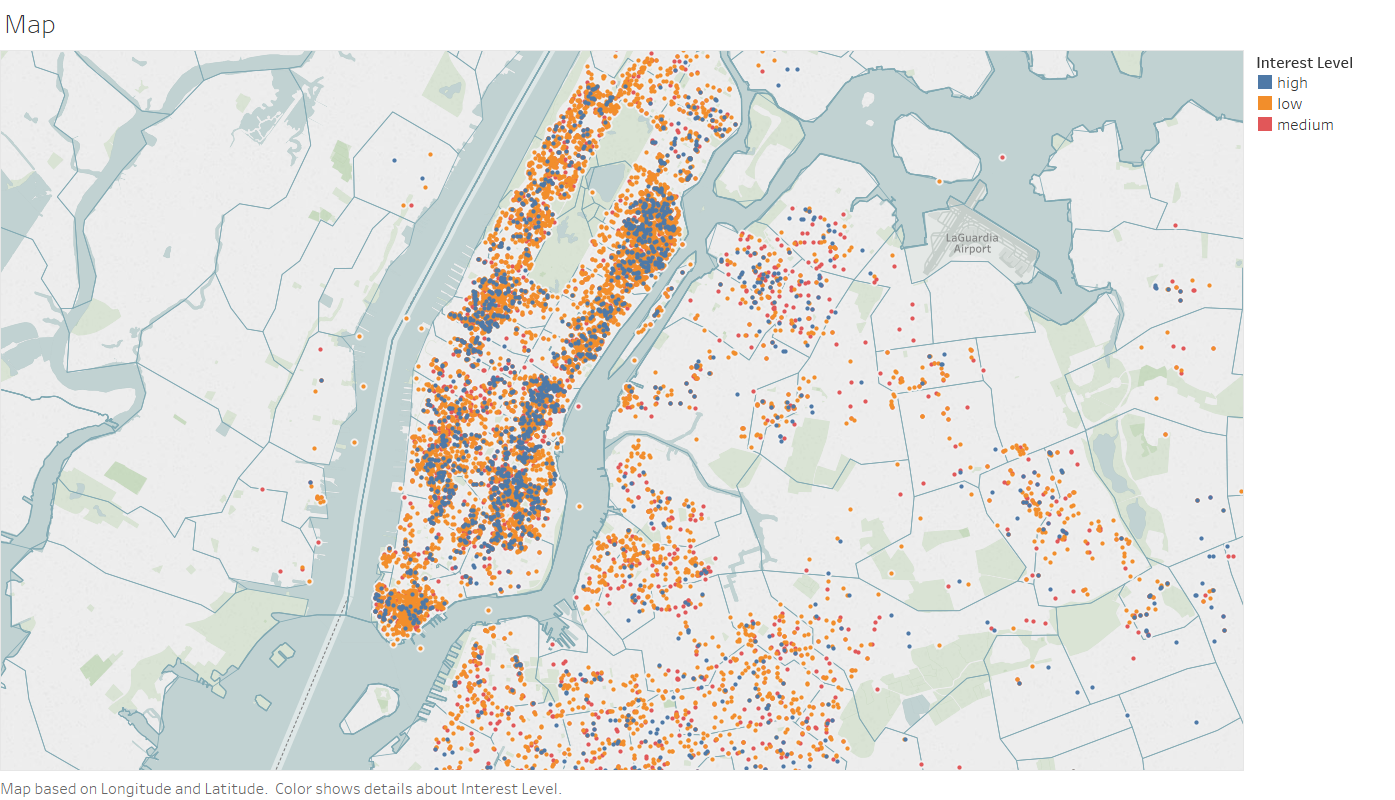 Map
Interest Level
high
low
medium
LaGuardia
Airport
Map based on Longitude and Latitude.  Color shows details about Interest Level.